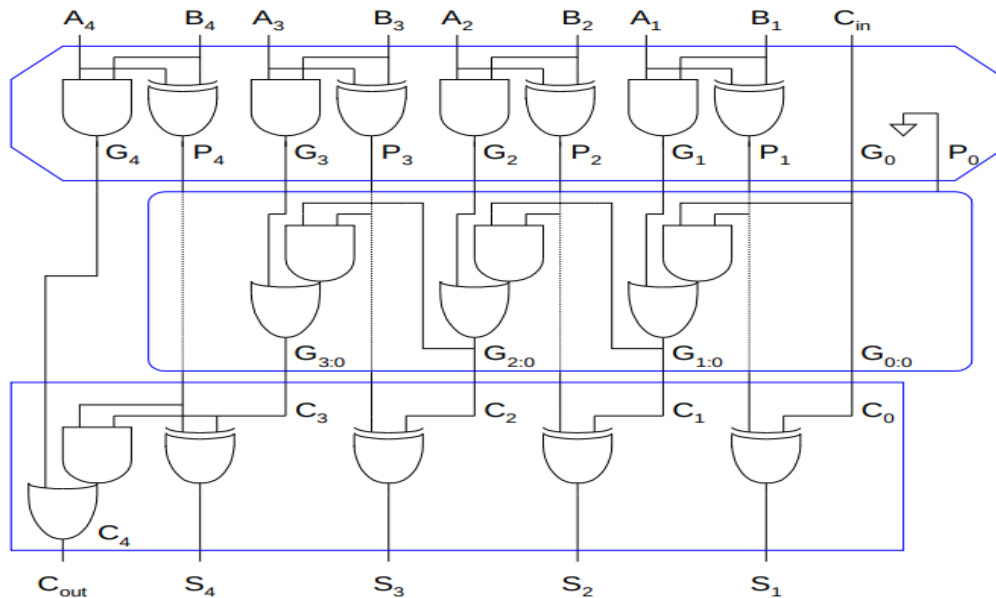 A₄ B₄ A₃ B₃ A₂ B₂ A₁ B₁ Cᵢₙ
G₄ P₄ G₃ P₃ G₂ P₂ G₁ P₁ G₀ P₀
G₃:₀ G₂:₀ G₁:₀ G₀:₀
C₃ C₂ C₁ C₀
C₄
Cₒᵤₜ S₄ S₃ S₂ S₁